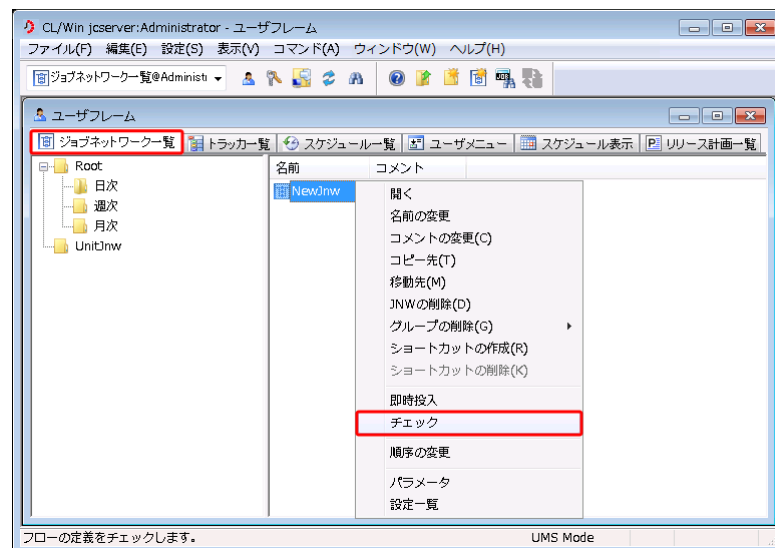 CL/Win jcserver:Administrator - ユーザフレーム
ファイル(F) 編集(E) 設定(S) 表示(V) コマンド(A) ウィンドウ(W) ヘルプ(H)
ジョブネットワーク一覧@Administr
ユーザフレーム
ジョブネットワーク一覧 トラッカー一覧 スケジュール一覧 ユーザメニュー スケジュール表示 リリース計画一覧
Root
日次
週次
月次
UnitJnw
名前 コメント
NewJnw
開く
名前の変更
コメントの変更(C)
コピー先(T)
移動先(M)
JNWの削除(D)
グループの削除(G)
ショートカットの作成(R)
ショートカットの削除(K)
即時投入
チェック
順序の変更
パラメータ
設定一覧
フローの定義をチェックします。 UMS Mode